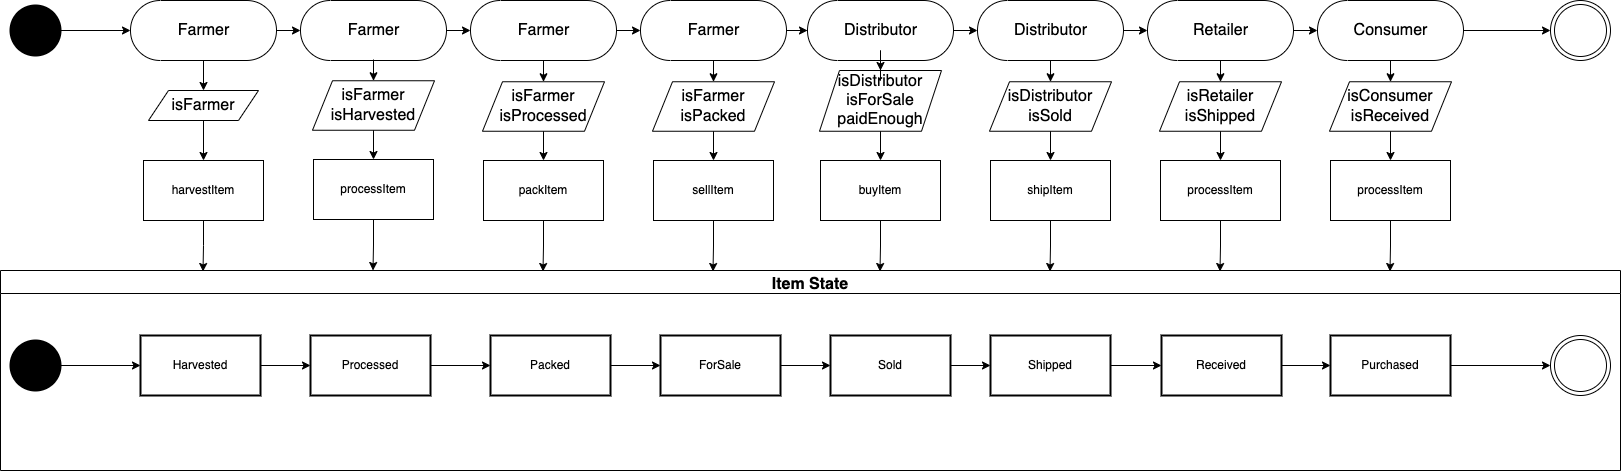 Farmer
Farmer
Farmer
Farmer
Distributor
Distributor
Retailer
Consumer
isFarmer
isFarmer
isHarvested
isFarmer
isProcessed
isFarmer
isPacked
isDistributor
isForSale
paidEnough
isDistributor
isSold
isRetailer
isShipped
isConsumer
isReceived
harvestItem
processItem
packItem
sellItem
buyItem
shipItem
processItem
processItem
Item State
Harvested
Processed
Packed
ForSale
Sold
Shipped
Received
Purchased